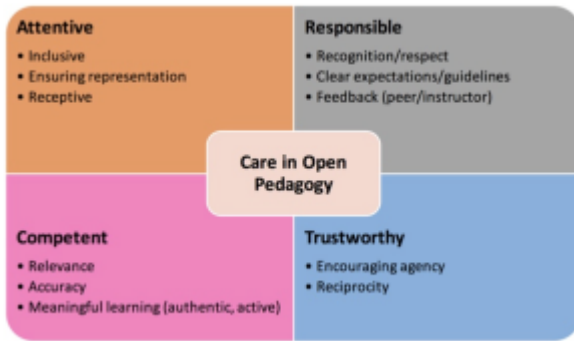 Attentive
• Inclusive
• Ensuring representation
• Receptive
Responsible
• Recognition/respect
• Clear expectations/guidelines
• Feedback (peer/instructor)
Care in Open
Pedagogy
Competent
• Relevance
• Accuracy
• Meaningful learning (authentic, active)
Trustworthy
• Encouraging agency
• Reciprocity